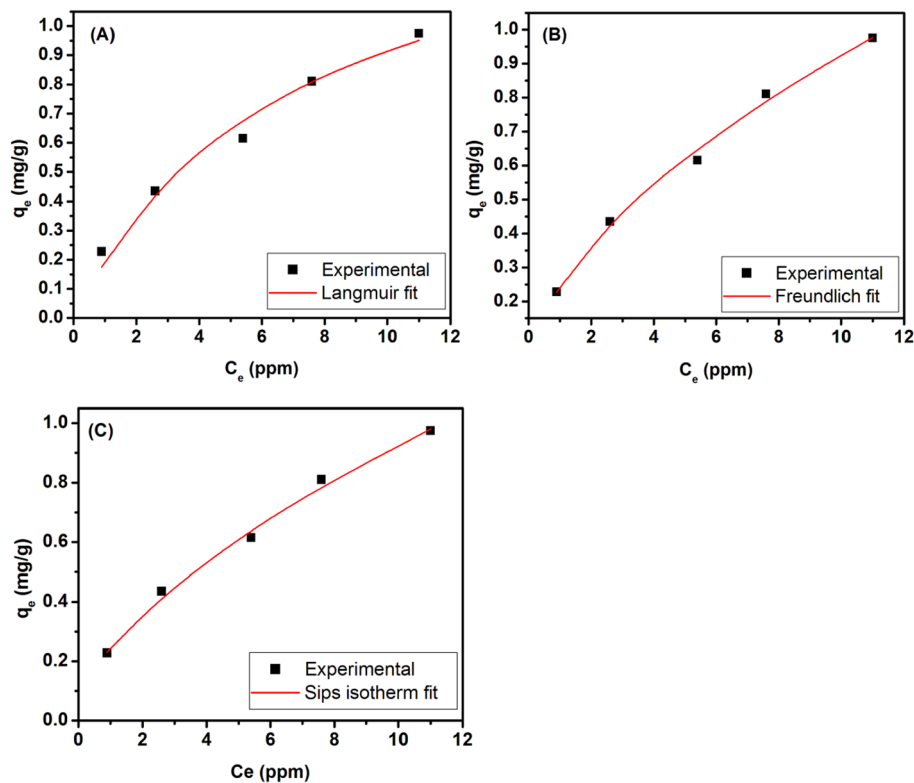 (A)
1.0
0.9
0.8
0.7
0.6
0.5
0.4
0.3
0.2
0.1
0.0
qe (mg/g)
Experimental
Langmuir fit
0 2 4 6 8 10 12
Ce (ppm)
(B)
1.0
0.9
0.8
0.7
0.6
0.5
0.4
0.3
0.2
qe (mg/g)
Experimental
Freundlich fit
0 2 4 6 8 10 12
Ce (ppm)
(C)
1.0
0.8
0.6
0.4
0.2
0.0
qe (mg/g)
Experimental
Sips isotherm fit
0 2 4 6 8 10 12
Ce (ppm)